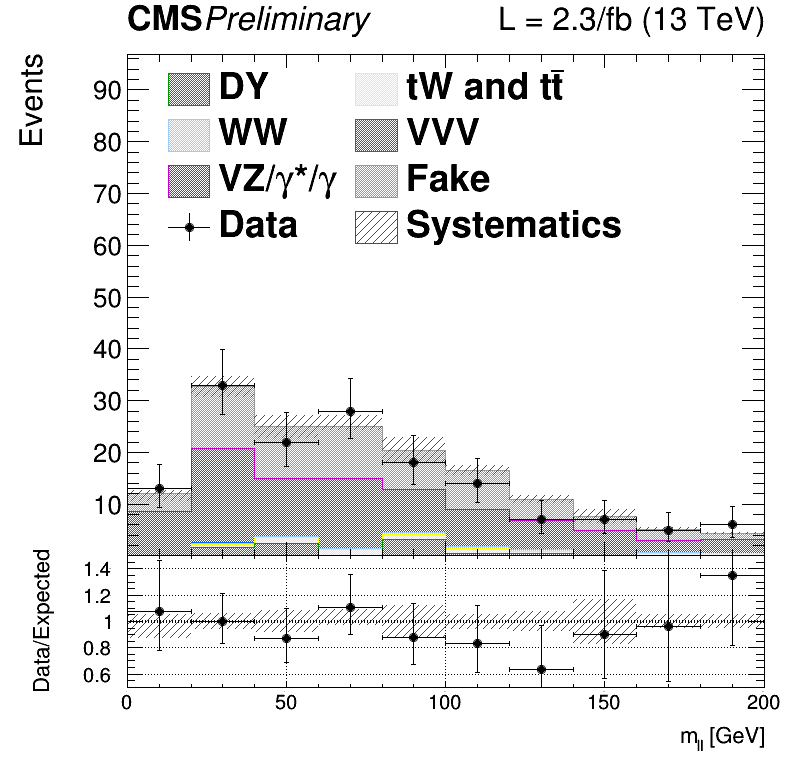 CMSPreliminary L = 2.3/fb (13 TeV)
Events
90
80
70
60
50
40
30
20
10
DY tW and tt̄
WW VVV
VZ/γ*/γ Fake
Data Systematics
Data/Expected
1.4
1.2
1
0.8
0.6
0 50 100 150 200
m_ll [GeV]